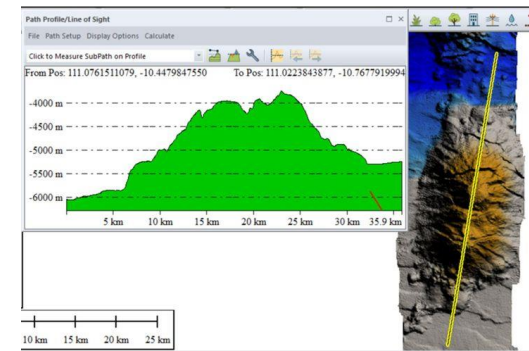 Path Profile/Line of Sight
File Path Setup Display Options Calculate
Click to Measure SubPath on Profile
From Pos: 111.0761511079, -10.4479847550 To Pos: 111.0223843877, -10.7677919994
-4000 m
-4500 m
-5000 m
-5500 m
-6000 m
5 km 10 km 15 km 20 km 25 km 30 km 35.9 km
10 km 15 km 20 km 25 km